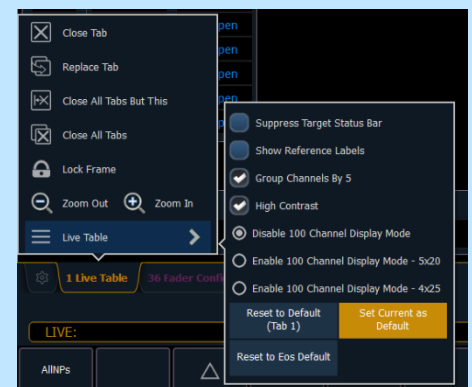 Close Tab
Replace Tab
Close All Tabs But This
Close All Tabs
Lock Frame
Zoom Out
Zoom In
Live Table
Suppress Target Status Bar
Show Reference Labels
Group Channels By 5
High Contrast
Disable 100 Channel Display Mode
Enable 100 Channel Display Mode - 5x20
Enable 100 Channel Display Mode - 4x25
Reset to Default
(Tab 1)
Set Current as
Default
Reset to Eos Default
1 Live Table
36 Fader
LIVE:
AllNPs